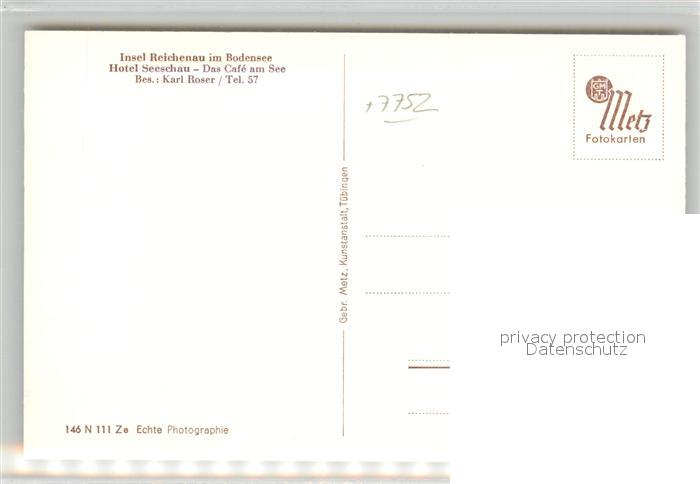 Insel Reichenau im Bodensee
Hotel Seeschau – Das Café am See
Bes.: Karl Roser / Tel. 57
+7752
GMT
Metz
Fotokarten
Gebr. Metz, Kunstanstalt, Tübingen
privacy protection
Datenschutz
146 N 111 Ze Echte Photographie